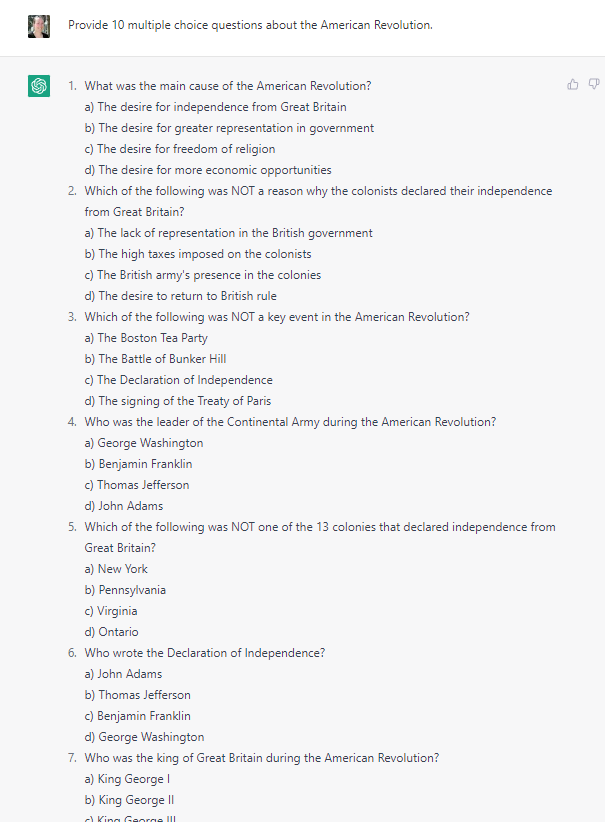 Provide 10 multiple choice questions about the American Revolution.
1. What was the main cause of the American Revolution?
a) The desire for independence from Great Britain
b) The desire for greater representation in government
c) The desire for freedom of religion
d) The desire for more economic opportunities
2. Which of the following was NOT a reason why the colonists declared their independence
from Great Britain?
a) The lack of representation in the British government
b) The high taxes imposed on the colonists
c) The British army's presence in the colonies
d) The desire to return to British rule
3. Which of the following was NOT a key event in the American Revolution?
a) The Boston Tea Party
b) The Battle of Bunker Hill
c) The Declaration of Independence
d) The signing of the Treaty of Paris
4. Who was the leader of the Continental Army during the American Revolution?
a) George Washington
b) Benjamin Franklin
c) Thomas Jefferson
d) John Adams
5. Which of the following was NOT one of the 13 colonies that declared independence from
Great Britain?
a) New York
b) Pennsylvania
c) Virginia
d) Ontario
6. Who wrote the Declaration of Independence?
a) John Adams
b) Thomas Jefferson
c) Benjamin Franklin
d) George Washington
7. Who was the king of Great Britain during the American Revolution?
a) King George I
b) King George II
c) King George III